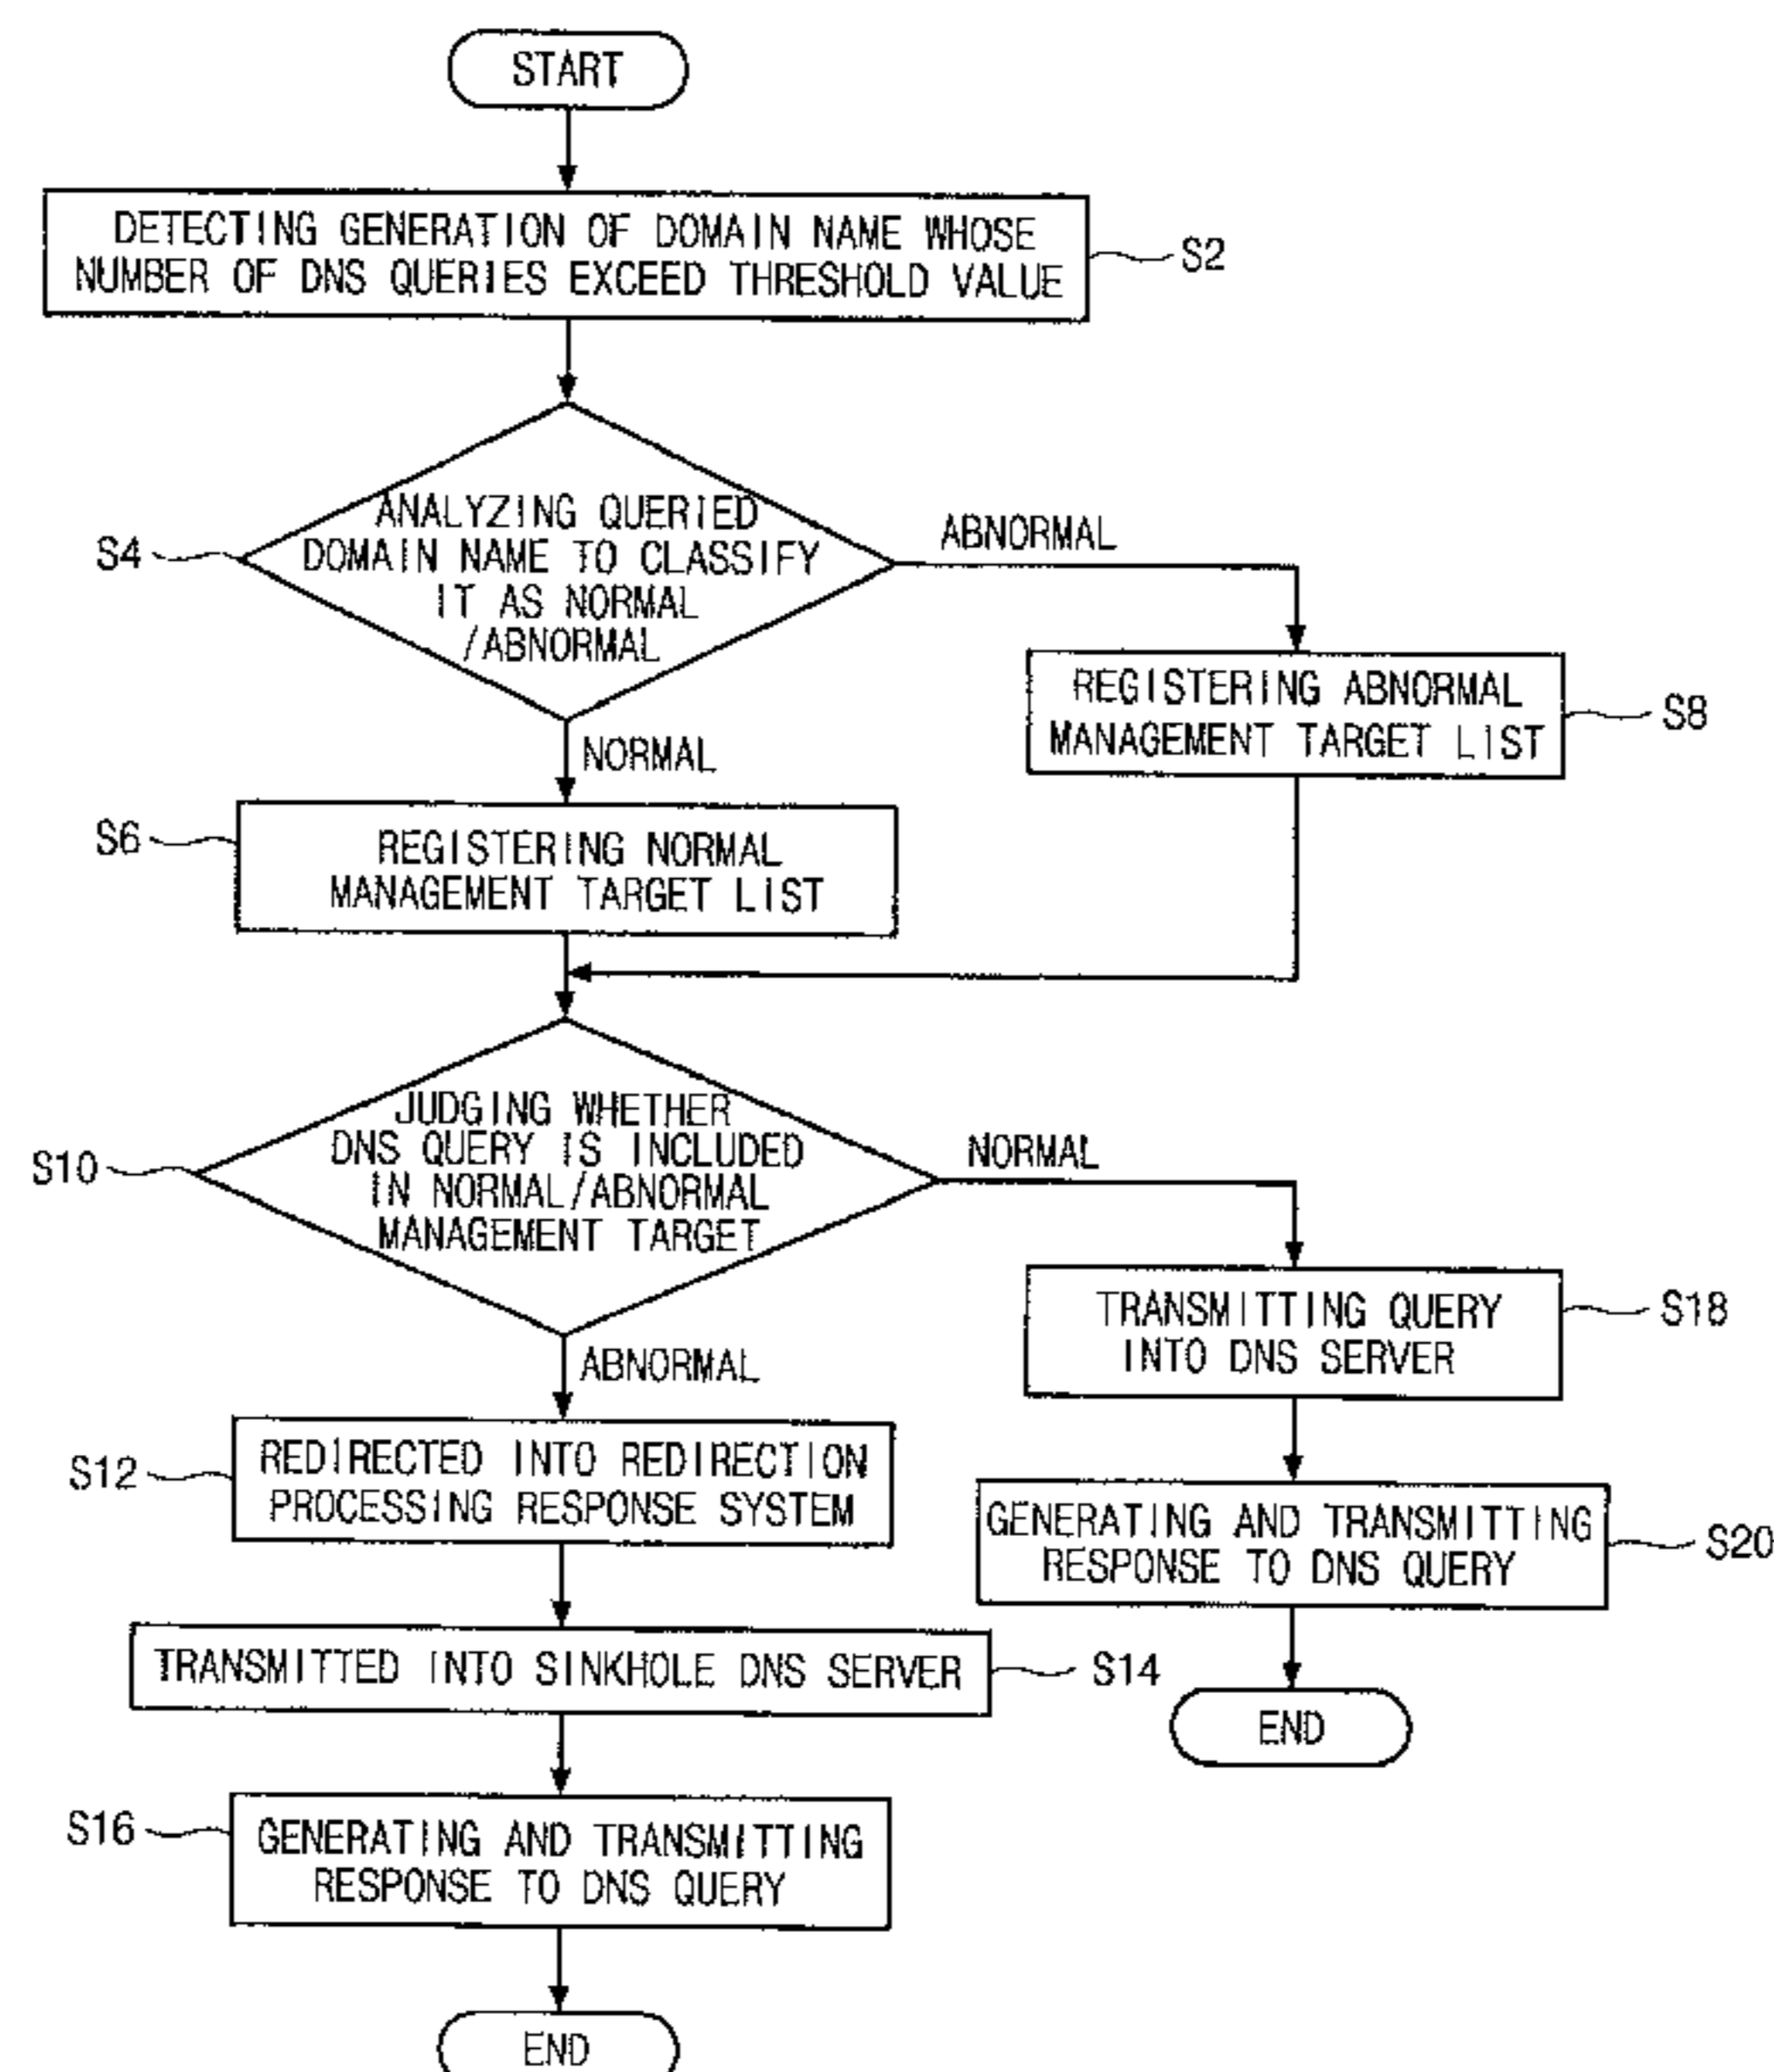 START
DETECTING GENERATION OF DOMAIN NAME WHOSE
NUMBER OF DNS QUERIES EXCEED THRESHOLD VALUE
S2
S4
ANALYZING QUERIED
DOMAIN NAME TO CLASSIFY
IT AS NORMAL
/ABNORMAL
ABNORMAL
REGISTERING ABNORMAL
MANAGEMENT TARGET LIST
S8
NORMAL
S6
REGISTERING NORMAL
MANAGEMENT TARGET LIST
S10
JUDGING WHETHER
DNS QUERY IS INCLUDED
IN NORMAL/ABNORMAL
MANAGEMENT TARGET
NORMAL
TRANSMITTING QUERY
INTO DNS SERVER
S18
ABNORMAL
S12
REDIRECTED INTO REDIRECTION
PROCESSING RESPONSE SYSTEM
GENERATING AND TRANSMITTING
RESPONSE TO DNS QUERY
S20
TRANSMITTED INTO SINKHOLE DNS SERVER
S14
END
S16
GENERATING AND TRANSMITTING
RESPONSE TO DNS QUERY
END